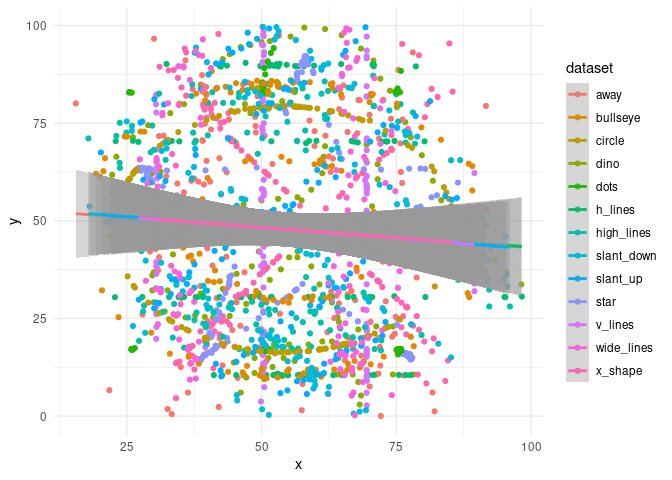 100
75
50
25
0
y
25
50
75
100
x
dataset
away
bullseye
circle
dino
dots
h_lines
high_lines
slant_down
slant_up
star
v_lines
wide_lines
x_shape